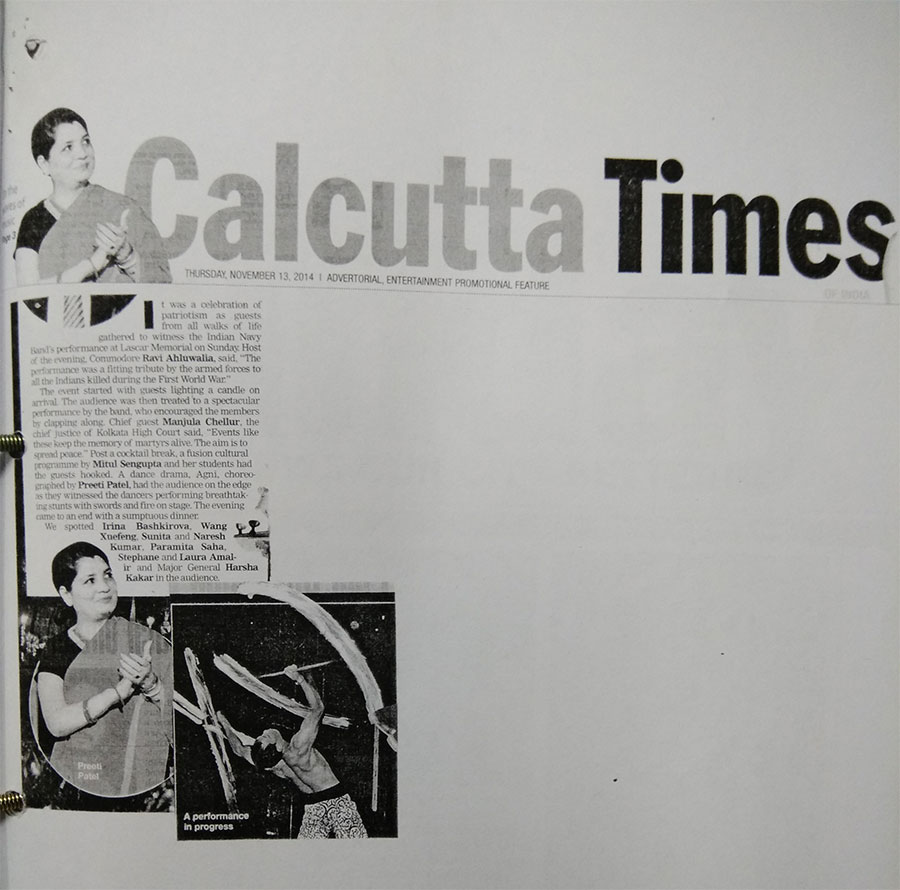 Calcutta Times
THURSDAY, NOVEMBER 13, 2014 | ADVERTORIAL, ENTERTAINMENT PROMOTIONAL FEATURE
OF INDIA
It was a celebration of
patriotism as guests
from all walks of life
gathered to witness the Indian Navy
Band's performance at Lascar Memorial on Sunday. Host
of the evening, Commodore Ravi Ahluwalia, said, "The
performance was a fitting tribute by the armed forces to
all the Indians killed during the First World War."
The event started with guests lighting a candle on
arrival. The audience was then treated to a spectacular
performance by the band, who encouraged the members
by clapping along. Chief guest Manjula Chellur, the
chief justice of Kolkata High Court said, "Events like
these keep the memory of martyrs alive. The aim is to
spread peace." Post a cocktail break, a fusion cultural
programme by Mitul Sengupta and her students had
the guests hooked. A dance drama, Agni, choreo-
graphed by Preeti Patel, had the audience on the edge
as they witnessed the dancers performing breathtak-
ing stunts with swords and fire on stage. The evening
came to an end with a sumptuous dinner.
We spotted Irina Bashkirova, Wang
Xuefeng, Sunita and Naresh
Kumar, Paramita Saha,
Stephane and Laura Amal-
ir and Major General Harsha
Kakar in the audience.
Preeti
Patel
A performance
in progress